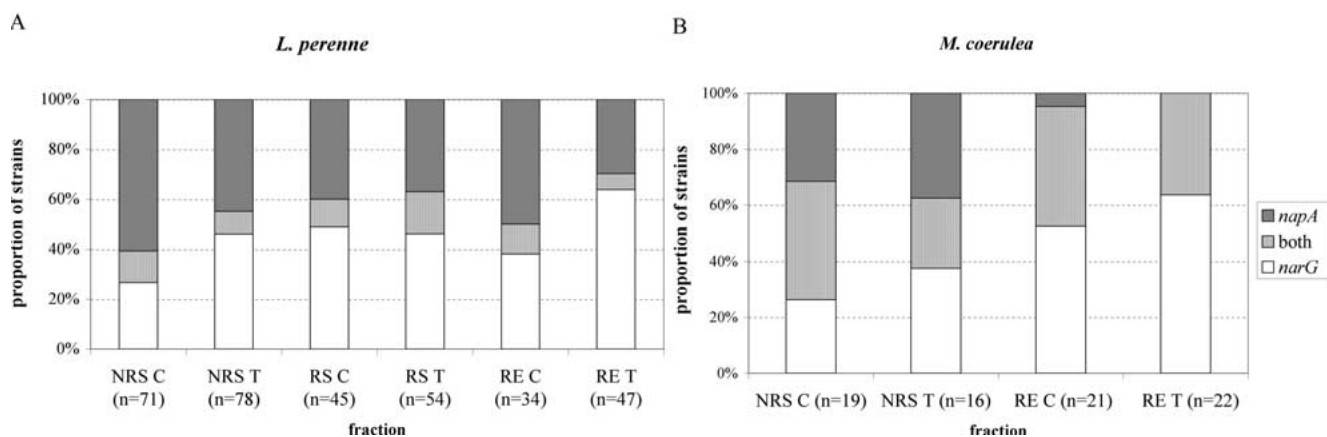 A
L. perenne
100%
80%
60%
40%
20%
0%
proportion of strains
NRS C NRS T RS C RS T RE C RE T
(n=71) (n=78) (n=45) (n=54) (n=34) (n=47)
fraction
B
M. coerulea
100%
80%
60%
40%
20%
0%
proportion of strains
NRS C (n=19) NRS T (n=16) RE C (n=21) RE T (n=22)
fraction
napA
both
narG